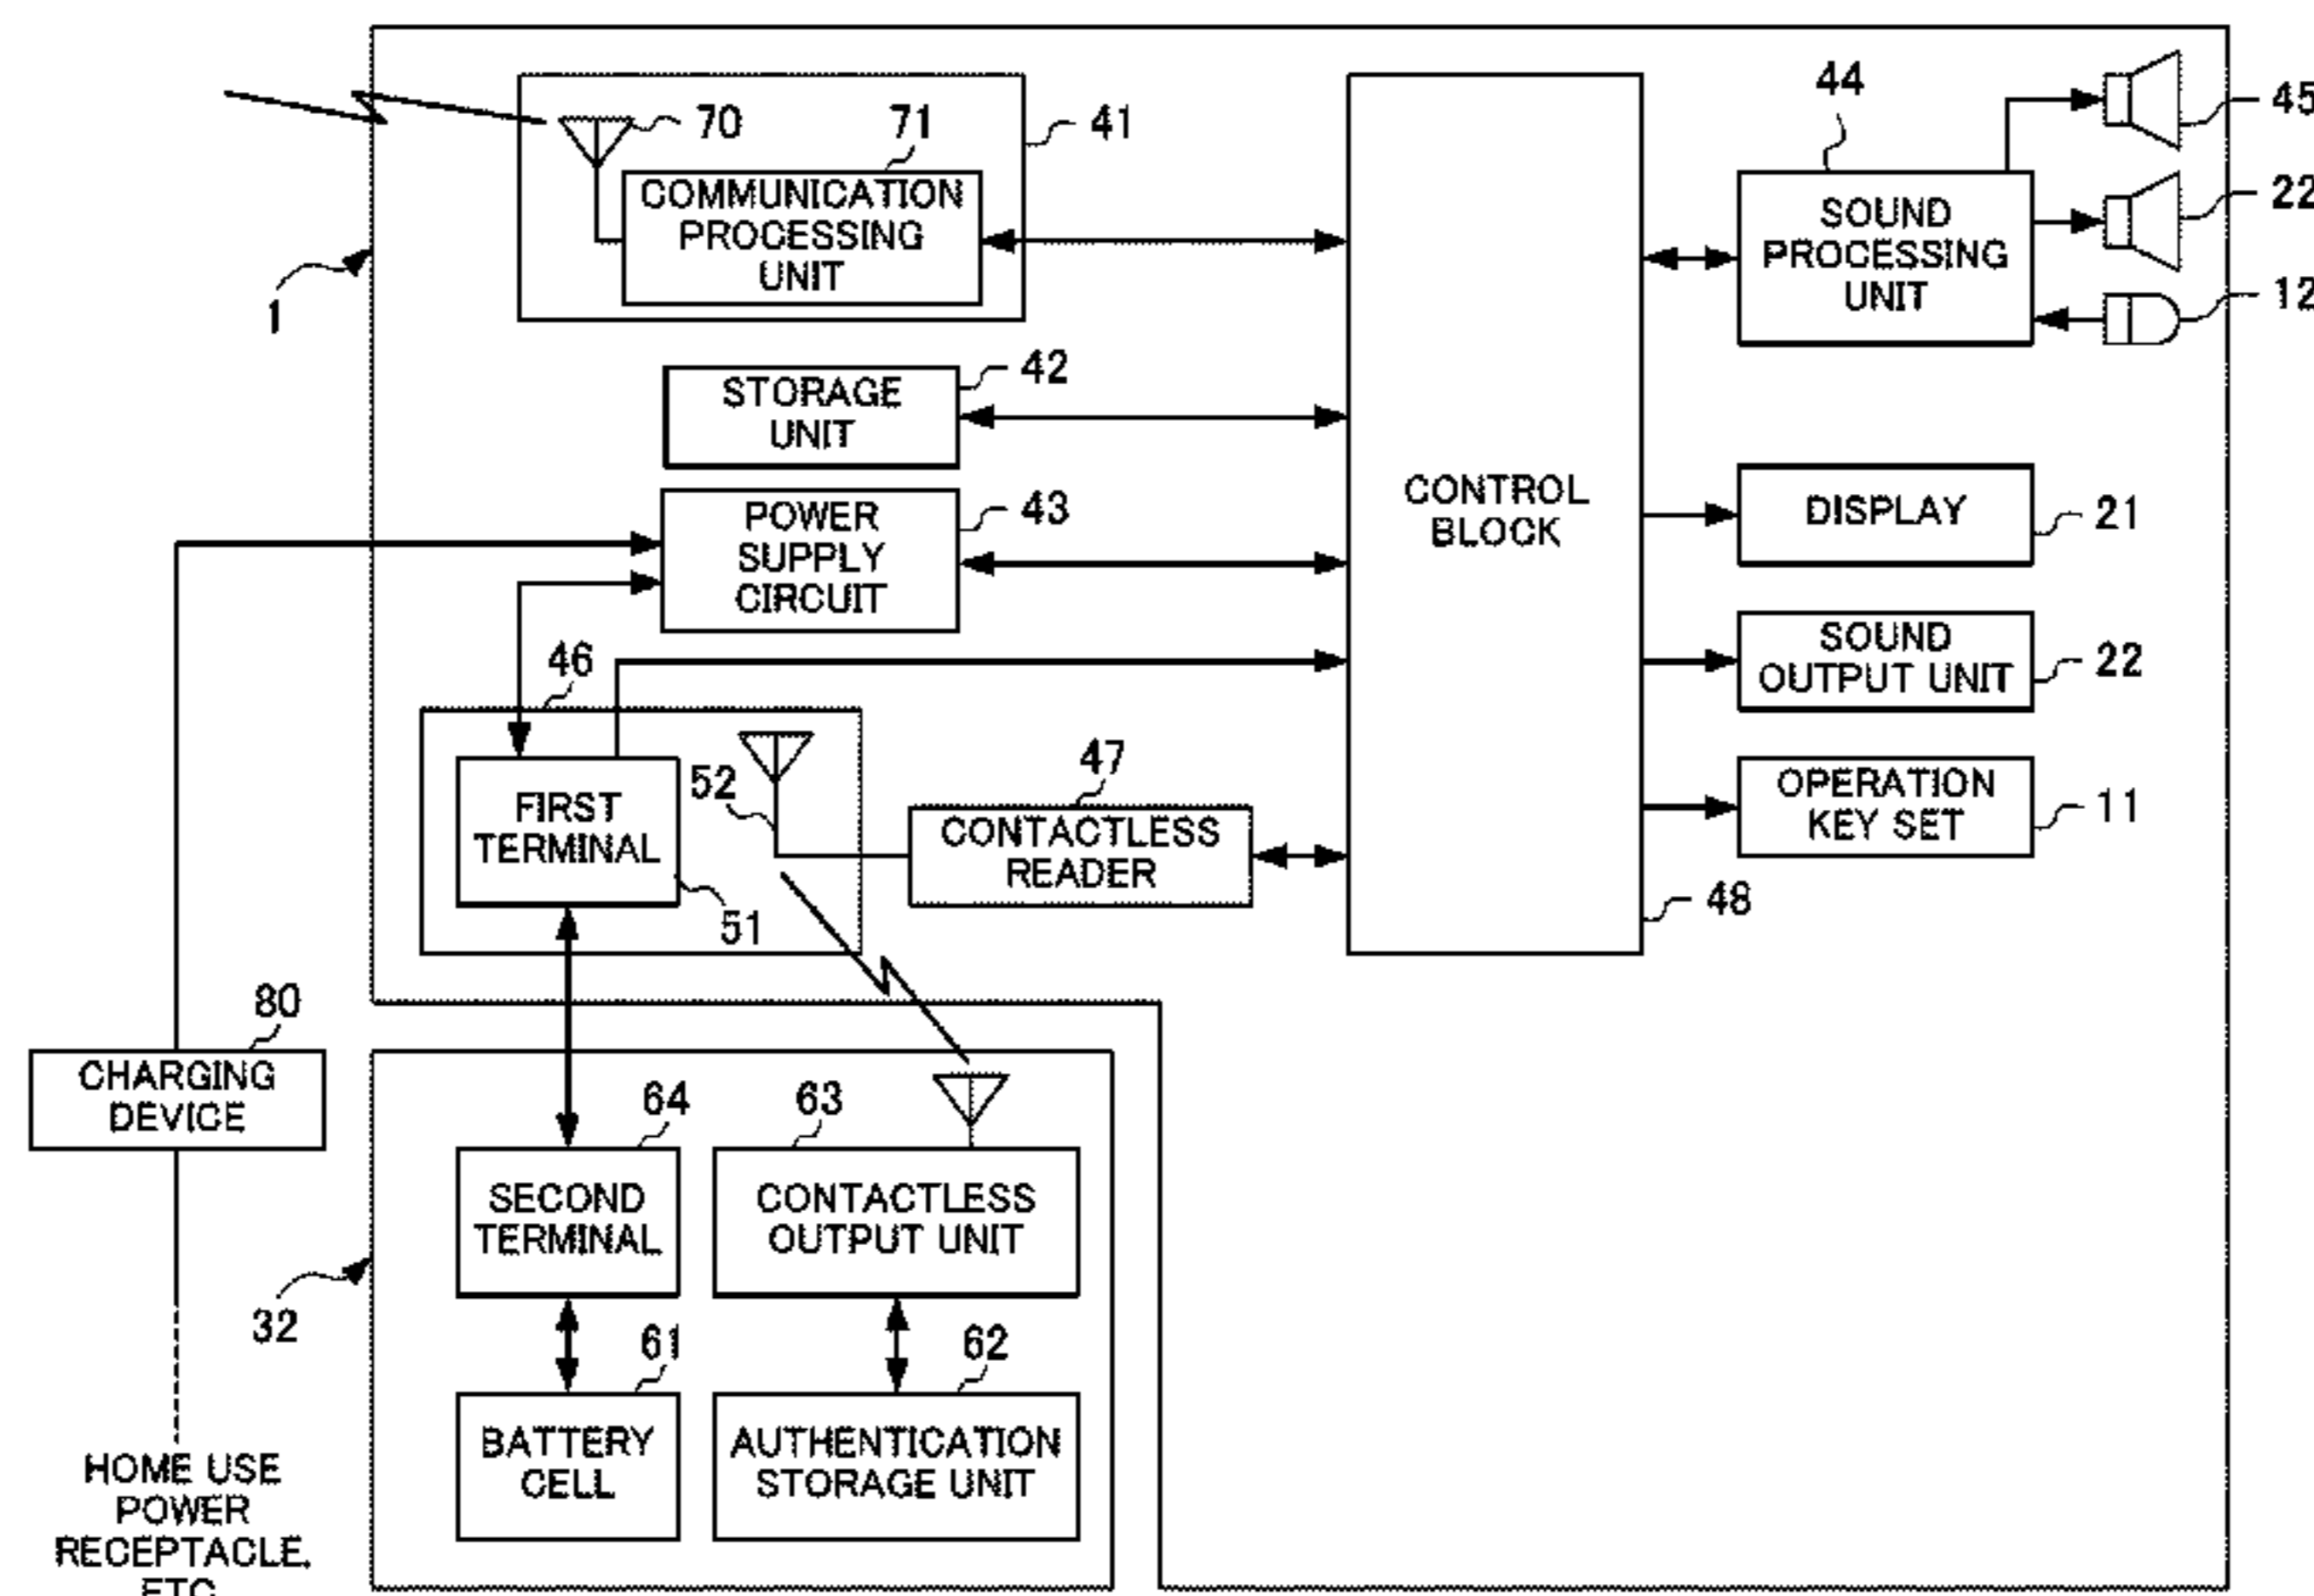 70
71
41
COMMUNICATION
PROCESSING
UNIT
1
44
45
SOUND
PROCESSING
UNIT
22
12
42
STORAGE
UNIT
43
POWER
SUPPLY
CIRCUIT
CONTROL
BLOCK
48
DISPLAY
21
SOUND
OUTPUT UNIT
22
OPERATION
KEY SET
11
46
FIRST
TERMINAL
51
52
47
CONTACTLESS
READER
80
CHARGING
DEVICE
HOME USE
POWER
RECEPTACLE,
ETC
32
64
SECOND
TERMINAL
63
CONTACTLESS
OUTPUT UNIT
61
BATTERY
CELL
62
AUTHENTICATION
STORAGE UNIT